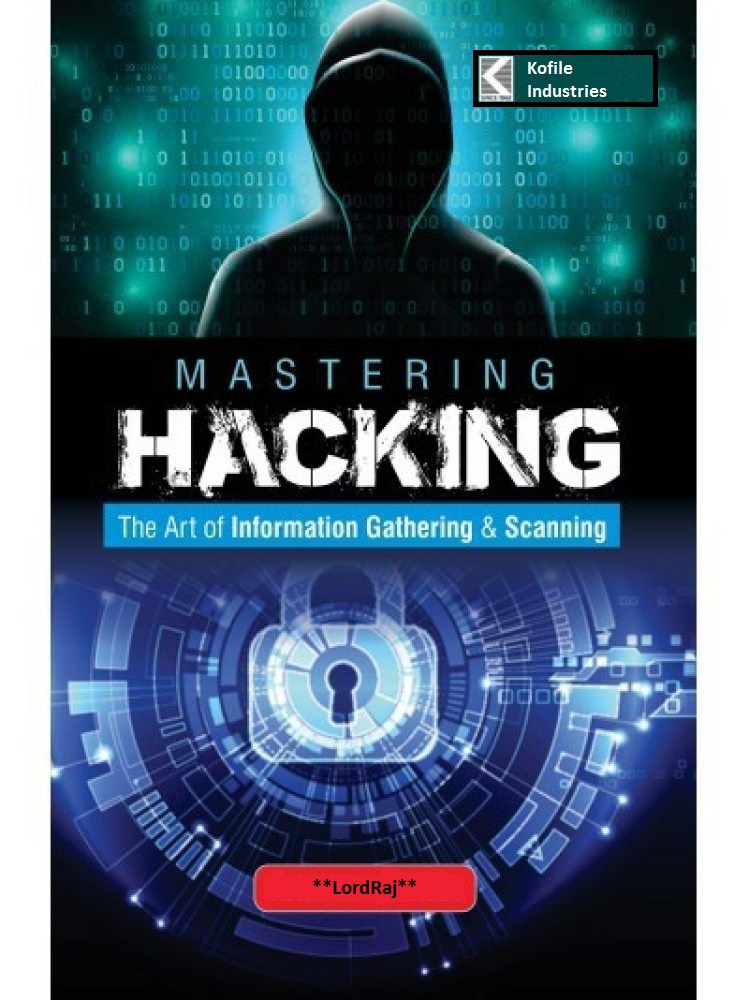 Kofile
Industries
MASTERING
HACKING
The Art of Information Gathering & Scanning
**LordRaj**